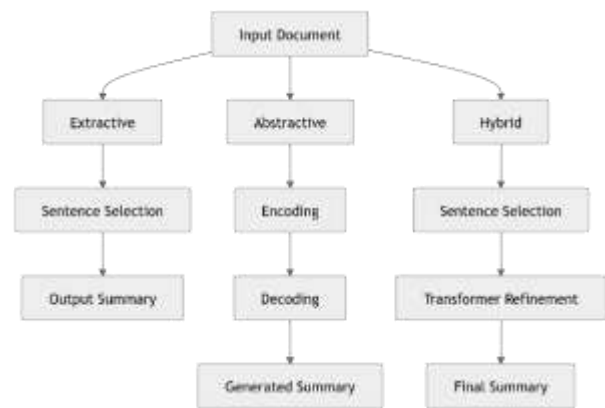 Input Document
Extractive
Abstractive
Hybrid
Sentence Selection
Encoding
Sentence Selection
Output Summary
Decoding
Transformer Refinement
Generated Summary
Final Summary